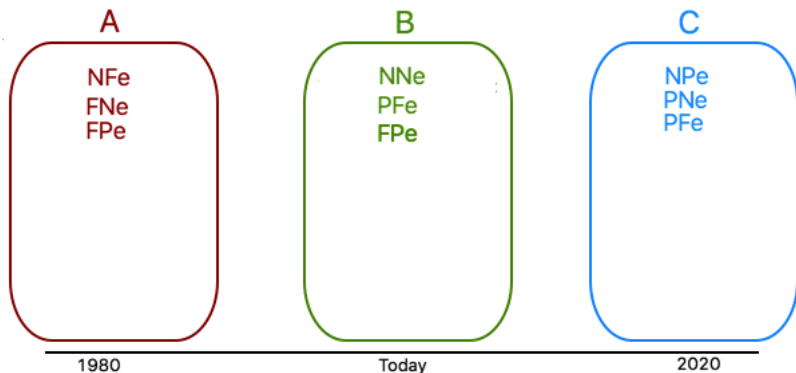 A
B
C
NFe
FNe
FPe
NNe
PFe
FPe
NPe
PNe
PFe
1980
Today
2020